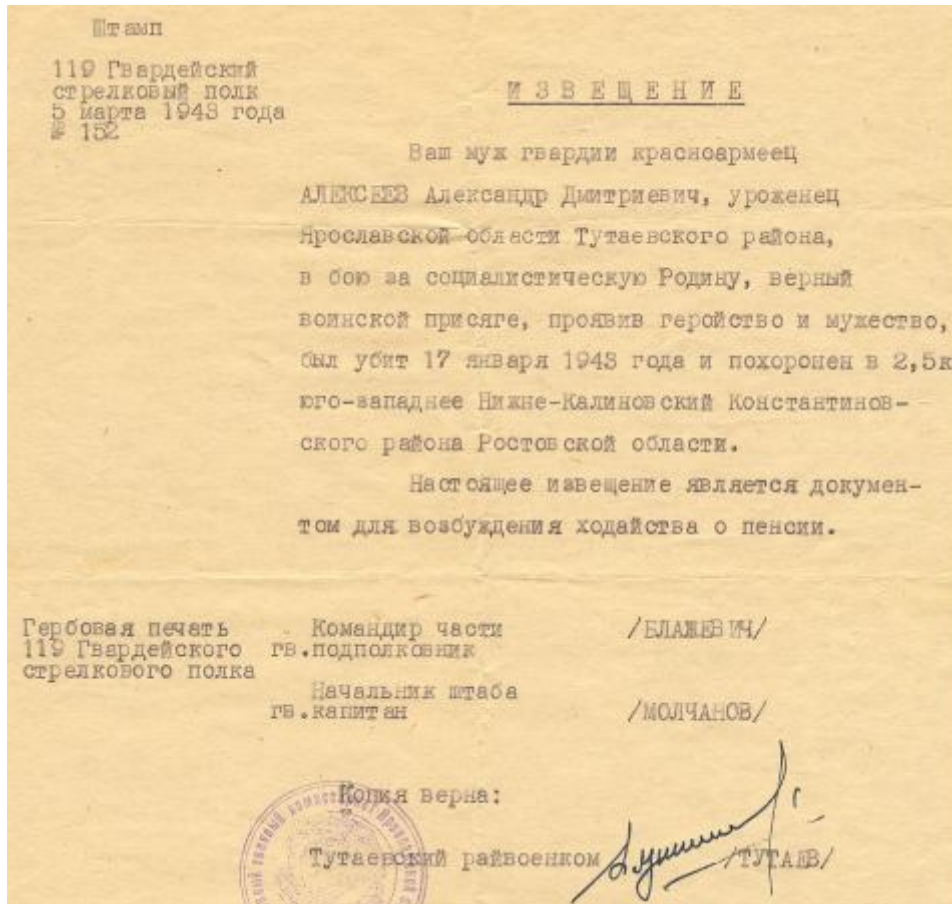 Штамп
119 Гвардейский
стрелковый полк
5 марта 1943 года
№ 152
ИЗВЕЩЕНИЕ
Ваш муж гвардии красноармеец
АЛЕКСЕЕВ Александр Дмитриевич, уроженец
Ярославской области Тутаевского района,
в бою за социалистическую Родину, верный
воинской присяге, проявив геройство и мужество,
был убит 17 января 1943 года и похоронен в 2,5к
юго-западнее Нижне-Калиновский Константинов-
ского района Ростовской области.
Настоящее извещение является докумен-
том для возбуждения ходайства о пенсии.
Гербовая печать
119 Гвардейского
стрелкового полка
Командир части
гв.подполковник
/БЛАЖЕВИЧ/
Начальник штаба
гв.капитан
/МОЛЧАНОВ/
Копия верна:
Тутаевский райвоенком
/ТУТАЕВ/